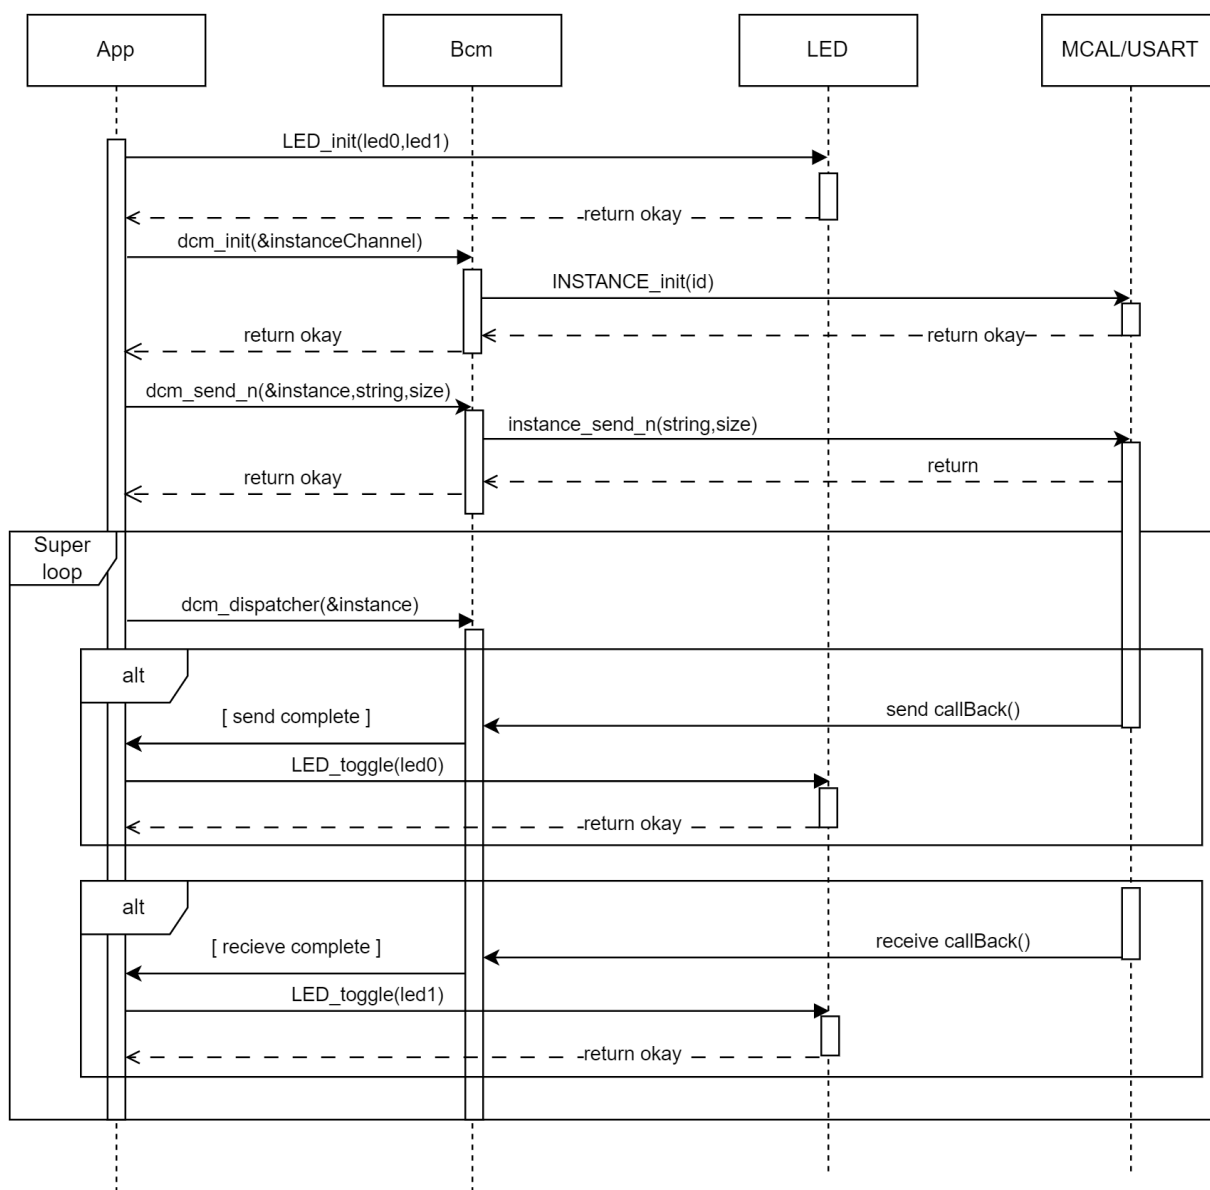 App
Bcm
LED
MCAL/USART
LED_init(led0,led1)
return okay
dcm_init(&instanceChannel)
INSTANCE_init(id)
return okay
return okay
dcm_send_n(&instance,string,size)
instance_send_n(string,size)
return
return okay
Super
loop
dcm_dispatcher(&instance)
alt
send callBack()
[ send complete ]
LED_toggle(led0)
return okay
alt
receive callBack()
[ recieve complete ]
LED_toggle(led1)
return okay